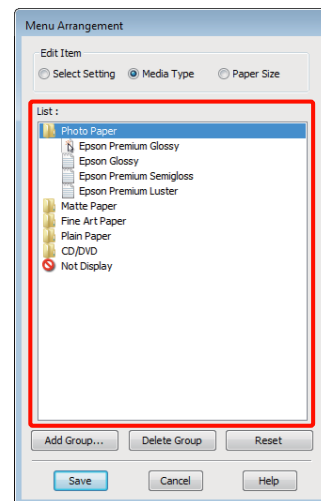 Menu Arrangement
Edit Item
Select Setting Media Type Paper Size
List :
Photo Paper
Epson Premium Glossy
Epson Glossy
Epson Premium Semigloss
Epson Premium Luster
Matte Paper
Fine Art Paper
Plain Paper
CD/DVD
Not Display
Add Group... Delete Group Reset
Save Cancel Help